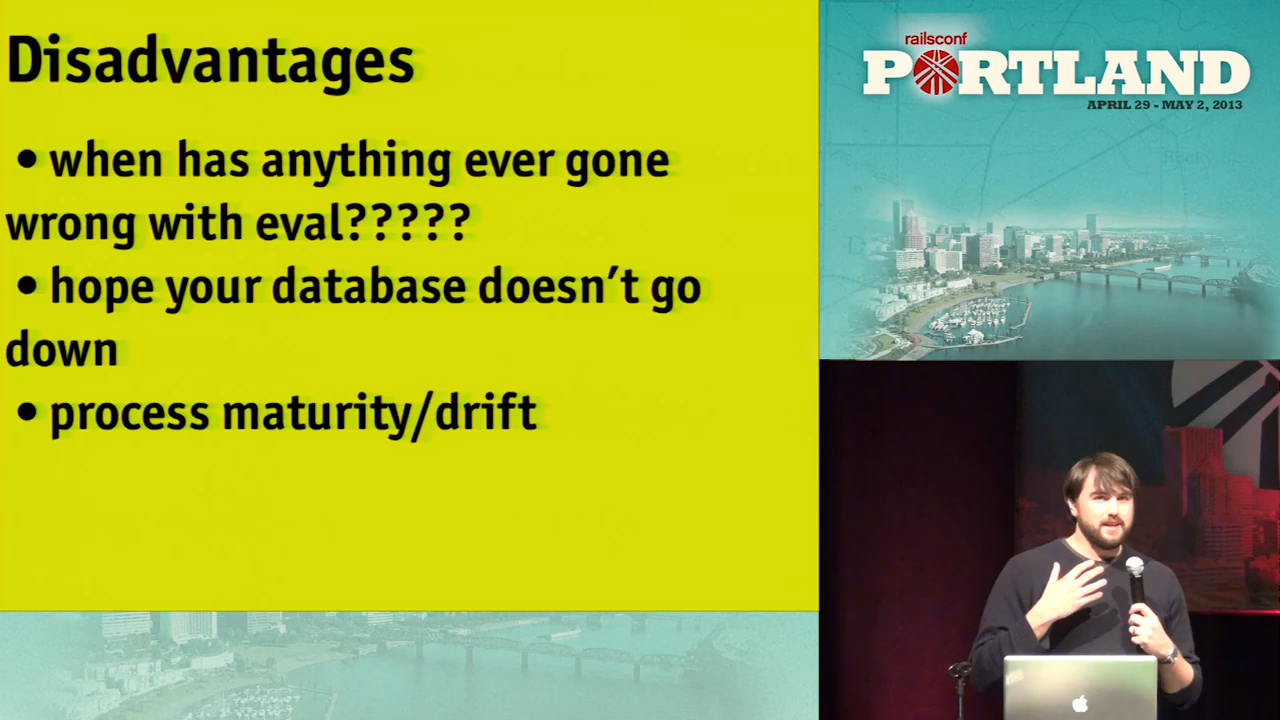 Disadvantages
• when has anything ever gone
wrong with eval?????
• hope your database doesn't go
down
• process maturity/drift
railsconf
PORTLAND
APRIL 29 - MAY 2, 2013